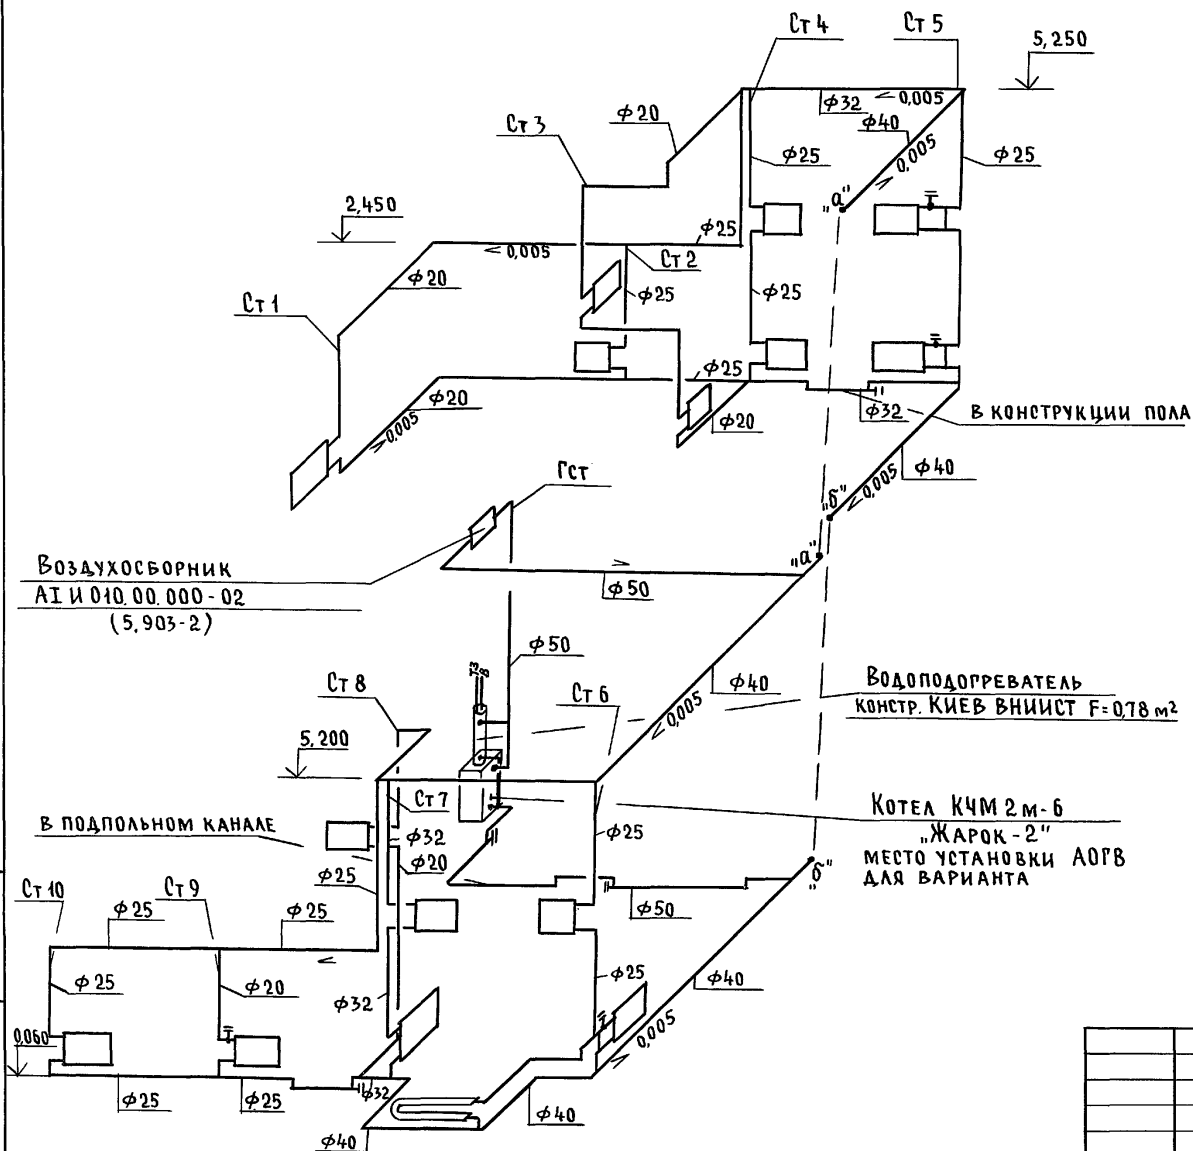 Ст 4
Ст 5
5,250
ф20
ф32
0,005
ф40
Ст 3
ф25
0,005
ф25
„а"
2,450
ф25
0,005
Ст 2
ф20
ф25
ф25
Ст 1
ф25
ф20
ф32
В КОНСТРУКЦИИ ПОЛА
0,005
ф20
ф40
0,005
Гст
„б"
„а"
ВОЗДУХОСБОРНИК
АI И 010.00.000-02
(5,903-2)
ф50
ф50
Т3
В
Ст 8
Ст 6
ф40
0,005
ВОДОПОДОГРЕВАТЕЛЬ
КОНСТР. КИЕВ ВНИИСТ F=0,78 м²
5,200
Ст 7
КОТЕЛ КЧМ 2м-6
„ЖАРОК-2"
МЕСТО УСТАНОВКИ АОГВ
ДЛЯ ВАРИАНТА
В ПОДПОЛЬНОМ КАНАЛЕ
ф32
ф25
ф20
ф25
„б"
Ст 10
Ст 9
ф25
ф25
ф50
ф25
ф20
ф32
ф25
ф40
0,060
0,005
ф25
ф25
ф32
ф40
ф40